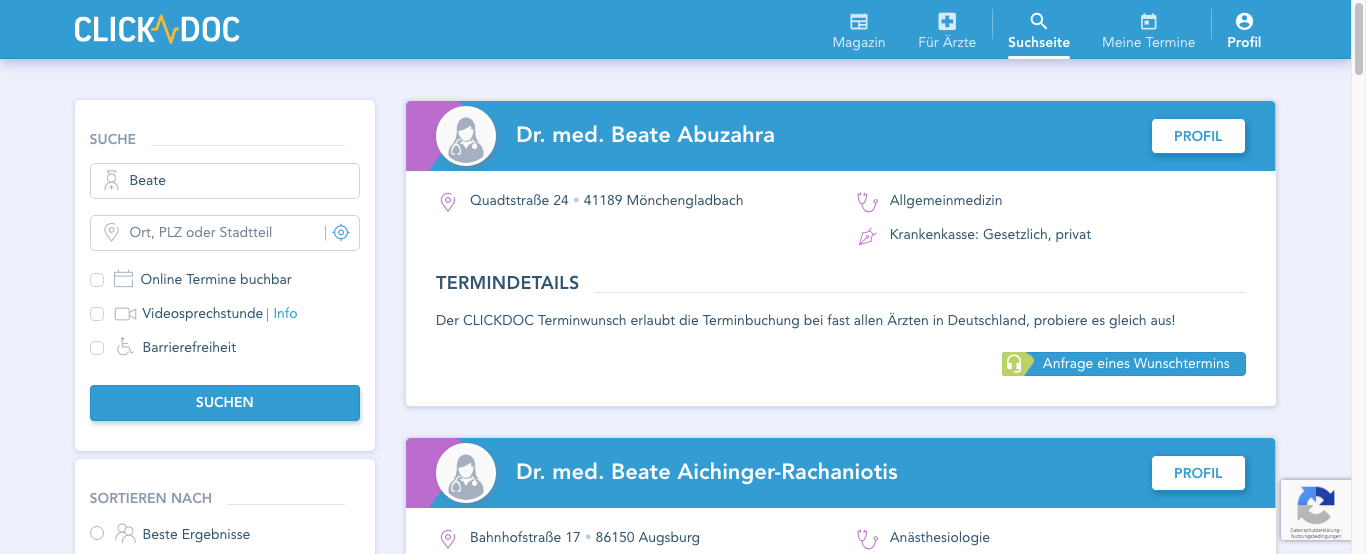 CLICKDOC
Magazin
Für Ärzte
Suchseite
Meine Termine
Profil
SUCHE
Beate
Ort, PLZ oder Stadtteil
Online Termine buchbar
Videosprechstunde | Info
Barrierefreiheit
SUCHEN
SORTIEREN NACH
Beste Ergebnisse
Dr. med. Beate Abuzahra
PROFIL
Quadtstraße 24 • 41189 Mönchengladbach
Allgemeinmedizin
Krankenkasse: Gesetzlich, privat
TERMINDETAILS
Der CLICKDOC Terminwunsch erlaubt die Terminbuchung bei fast allen Ärzten in Deutschland, probiere es gleich aus!
Anfrage eines Wunschtermins
Dr. med. Beate Aichinger-Rachaniotis
PROFIL
Bahnhofstraße 17 • 86150 Augsburg
Anästhesiologie
Datenschutzerklärung -
Nutzungsbedingungen